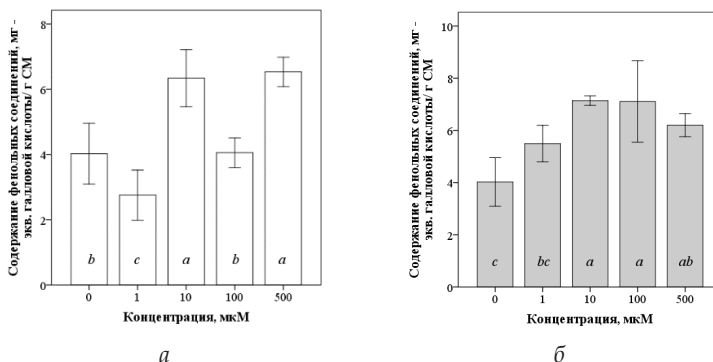 Содержание фенольных соединений, мг -
экв. галловой кислоты/ г СМ
8
6
4
2
0
b
c
a
b
a
0
1
10
100
500
Концентрация, мкМ
а
Содержание фенольных соединений, мг -
экв. галловой кислоты/ г СМ
10
8
6
4
2
0
c
bc
a
a
ab
0
1
10
100
500
Концентрация, мкМ
б